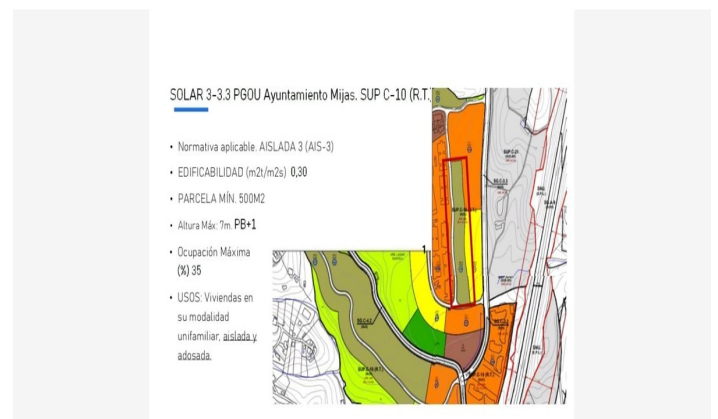 SOLAR 3-3.3 PGOU Ayuntamiento Mijas. SUP C-10 (R.T.)
• Normativa aplicable. AISLADA 3 (AIS-3)
• EDIFICABILIDAD (m2t/m2s) 0,30
• PARCELA MÍN. 500M2
• Altura Máx: 7m. PB+1
• Ocupación Máxima
(%) 35
• USOS: Viviendas en
su modalidad
unifamiliar, aislada y
adosada.
1